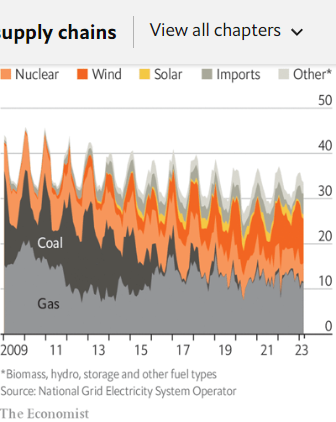 supply chains
View all chapters
Nuclear Wind Solar Imports Other*
50
40
30
20
10
0
Coal
Gas
2009 11 13 15 17 19 21 23
*Biomass, hydro, storage and other fuel types
Source: National Grid Electricity System Operator
The Economist